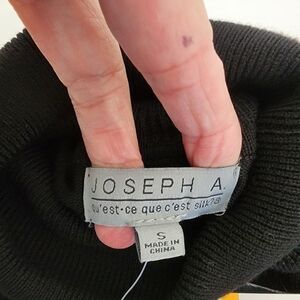 JOSEPH A.
qu'est-ce que c'est silk?®
S
MADE IN
CHINA